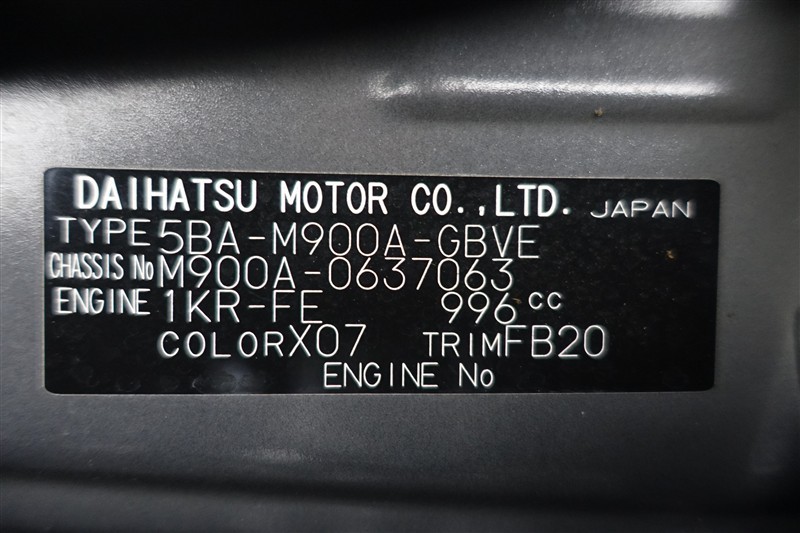 DAIHATSU MOTOR CO.,LTD. JAPAN
TYPE 5BA-M900A-GBVE
CHASSIS No M900A-0637063
ENGINE 1KR-FE 996 cc
COLOR X07 TRIM FB20
ENGINE No